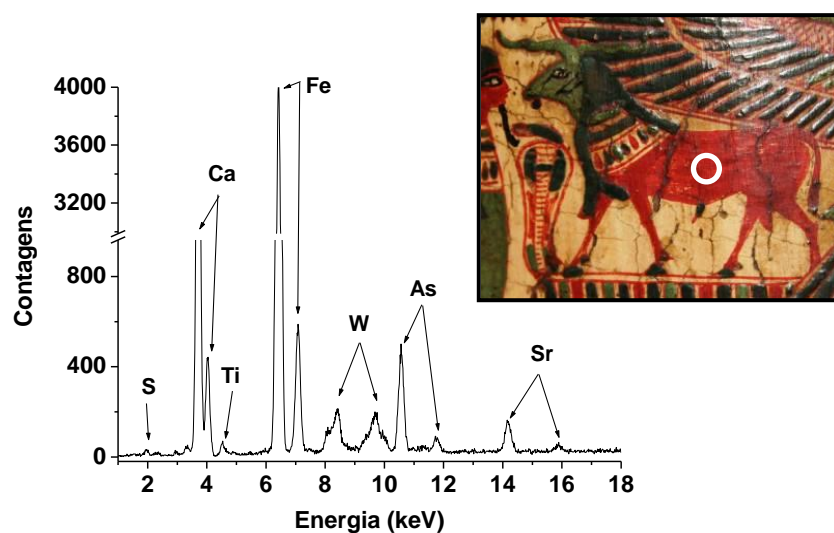 4000
3600
3200
800
400
0
Contagens
S
Ca
Ti
Fe
W
As
Sr
2 4 6 8 10 12 14 16 18
Energia (keV)